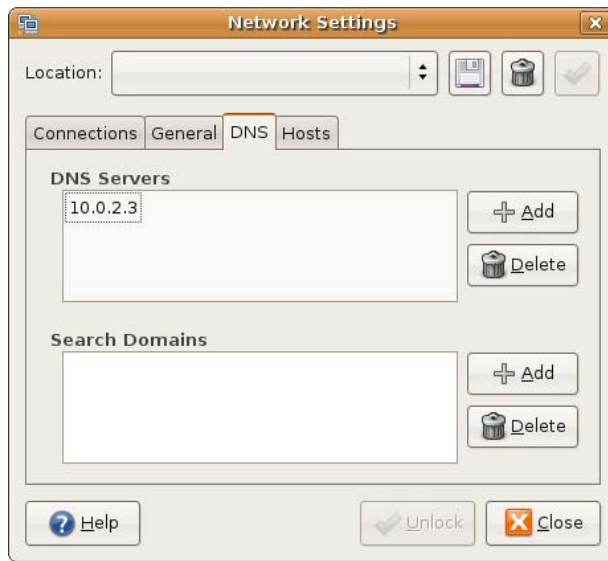 Network Settings
Location:
Connections General DNS Hosts
DNS Servers
10.0.2.3
Add
Delete
Search Domains
Add
Delete
Help
Unlock
Close